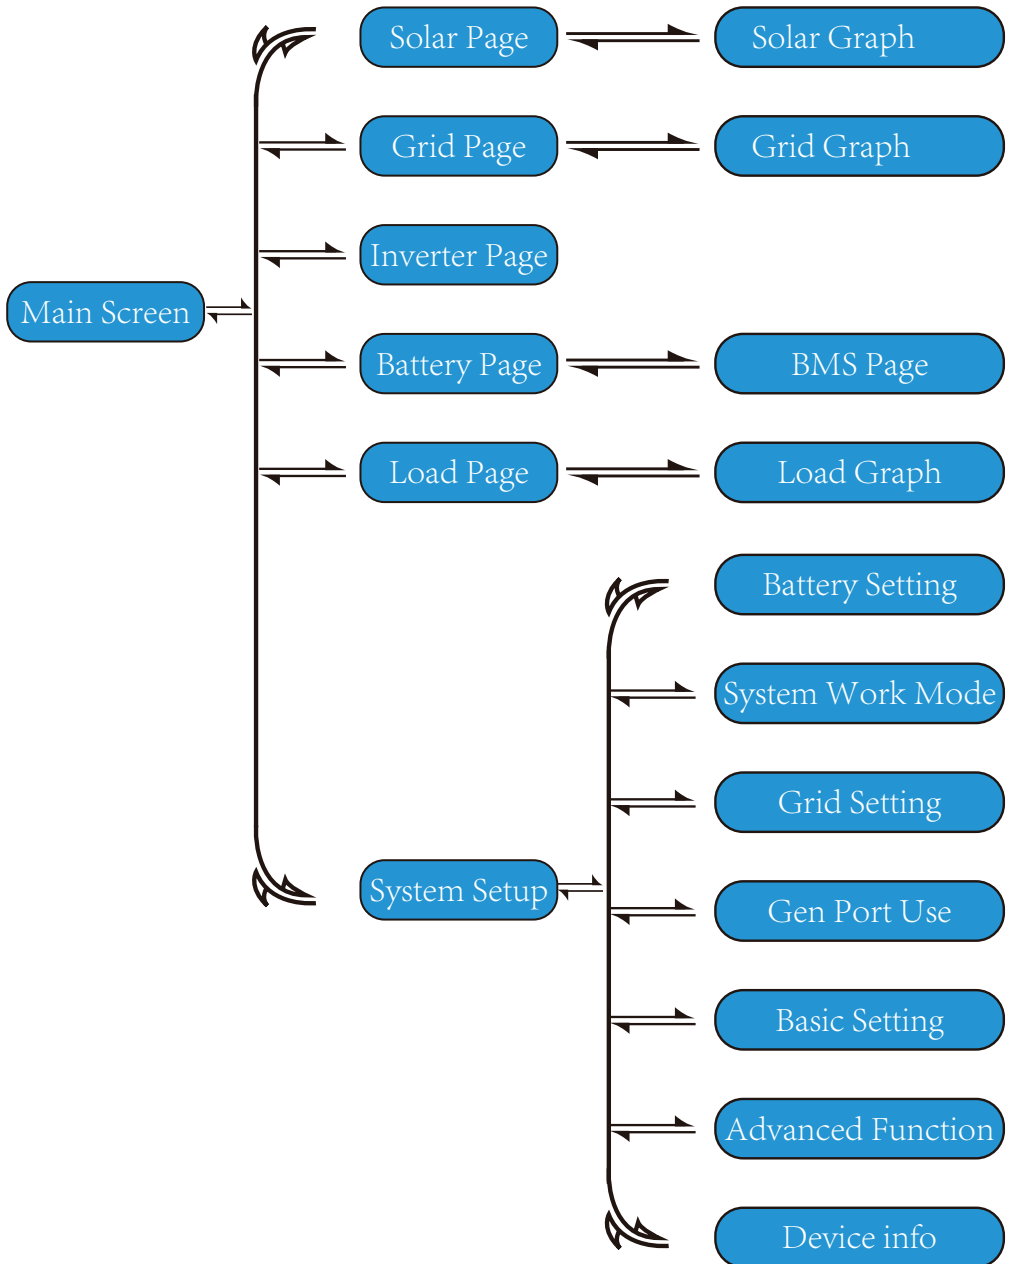 Solar Page
Solar Graph
Grid Page
Grid Graph
Inverter Page
Main Screen
Battery Page
BMS Page
Load Page
Load Graph
Battery Setting
System Work Mode
Grid Setting
System Setup
Gen Port Use
Basic Setting
Advanced Function
Device info